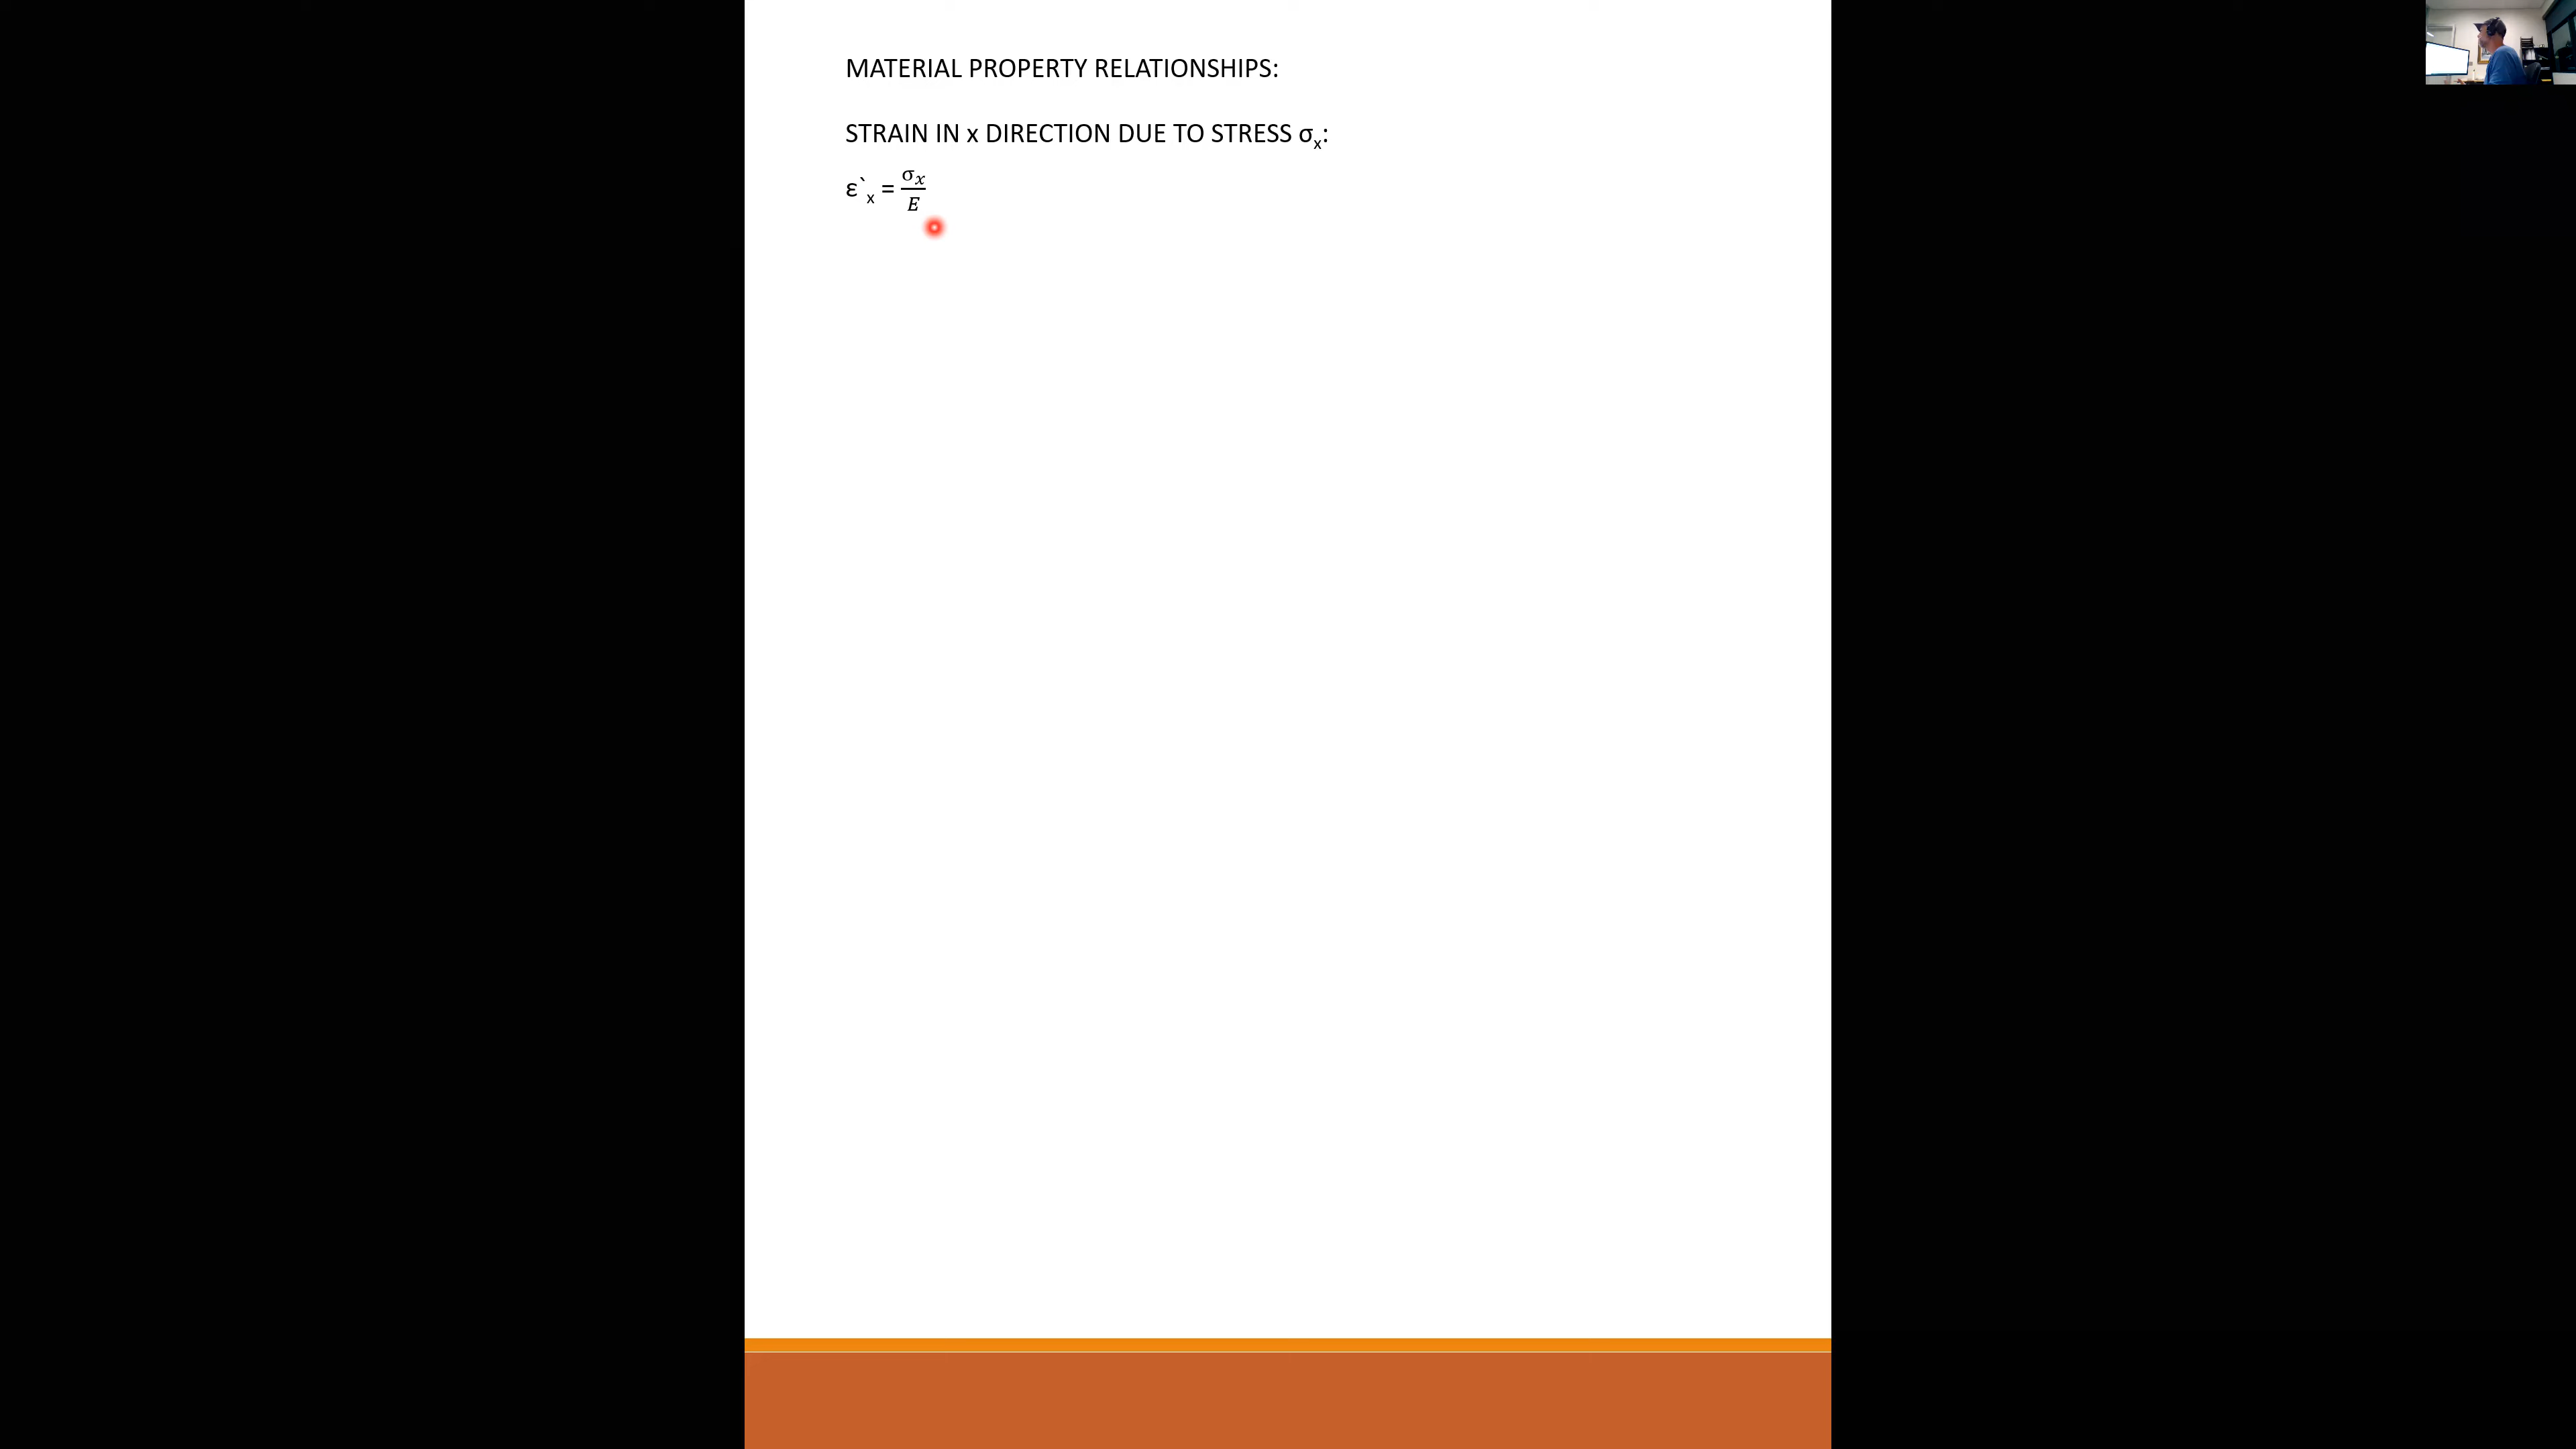 MATERIAL PROPERTY RELATIONSHIPS:
STRAIN IN x DIRECTION DUE TO STRESS σₓ:
ε`ₓ = σₓ/E